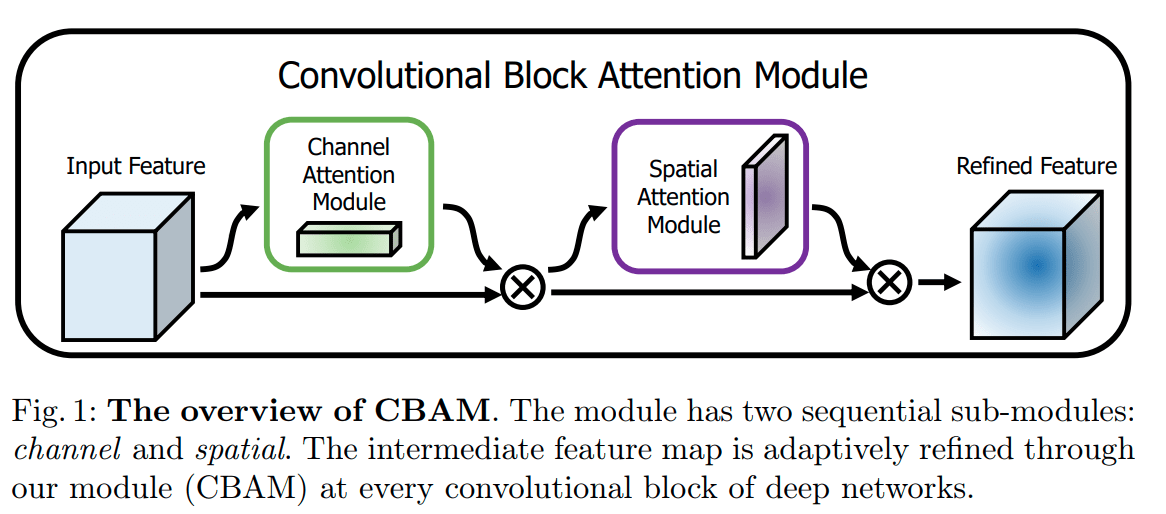 Convolutional Block Attention Module
Input Feature
Channel
Attention
Module
Spatial
Attention
Module
Refined Feature
Fig. 1: The overview of CBAM. The module has two sequential sub-modules:
channel and spatial. The intermediate feature map is adaptively refined through
our module (CBAM) at every convolutional block of deep networks.